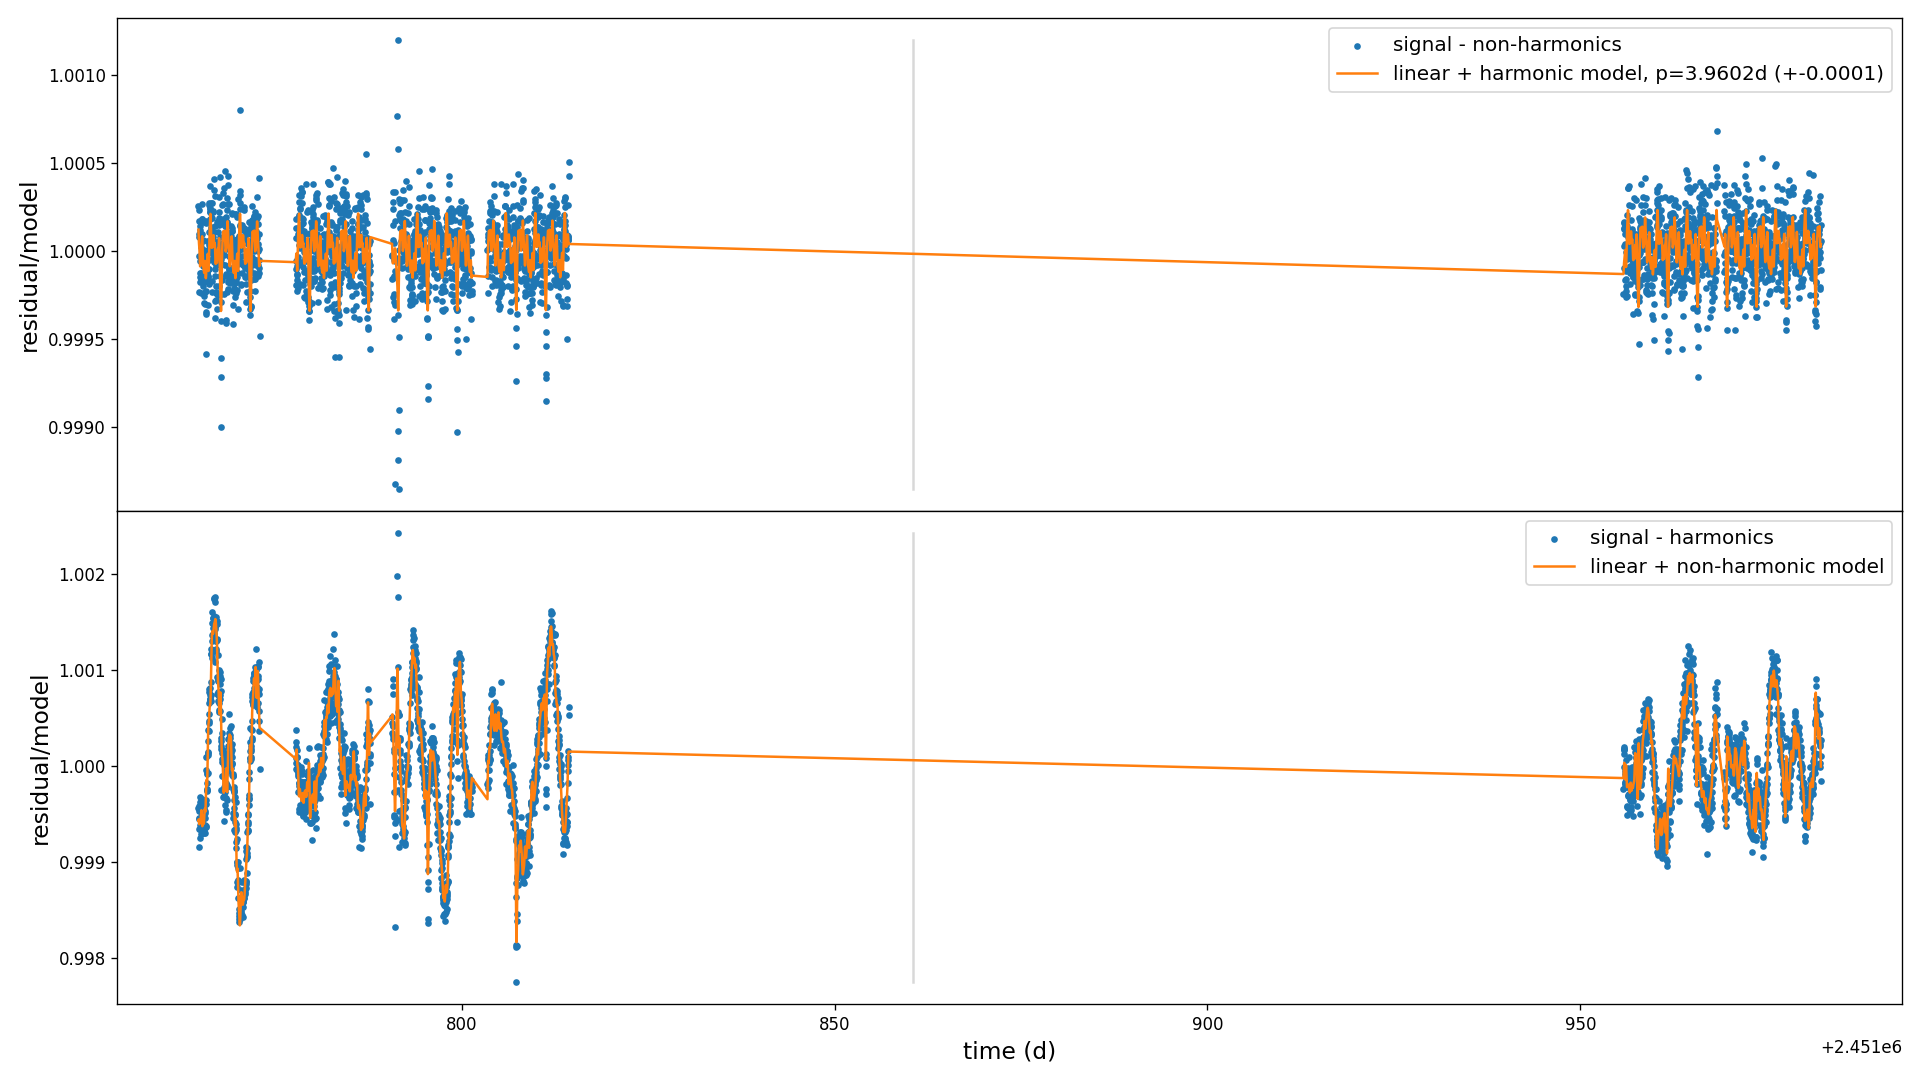 signal - non-harmonics
linear + harmonic model, p=3.9602d (+-0.0001)
1.0010
1.0005
1.0000
0.9995
0.9990
residual/model
signal - harmonics
linear + non-harmonic model
1.002
1.001
1.000
0.999
0.998
residual/model
800
850
900
950
time (d)
+2.451e6